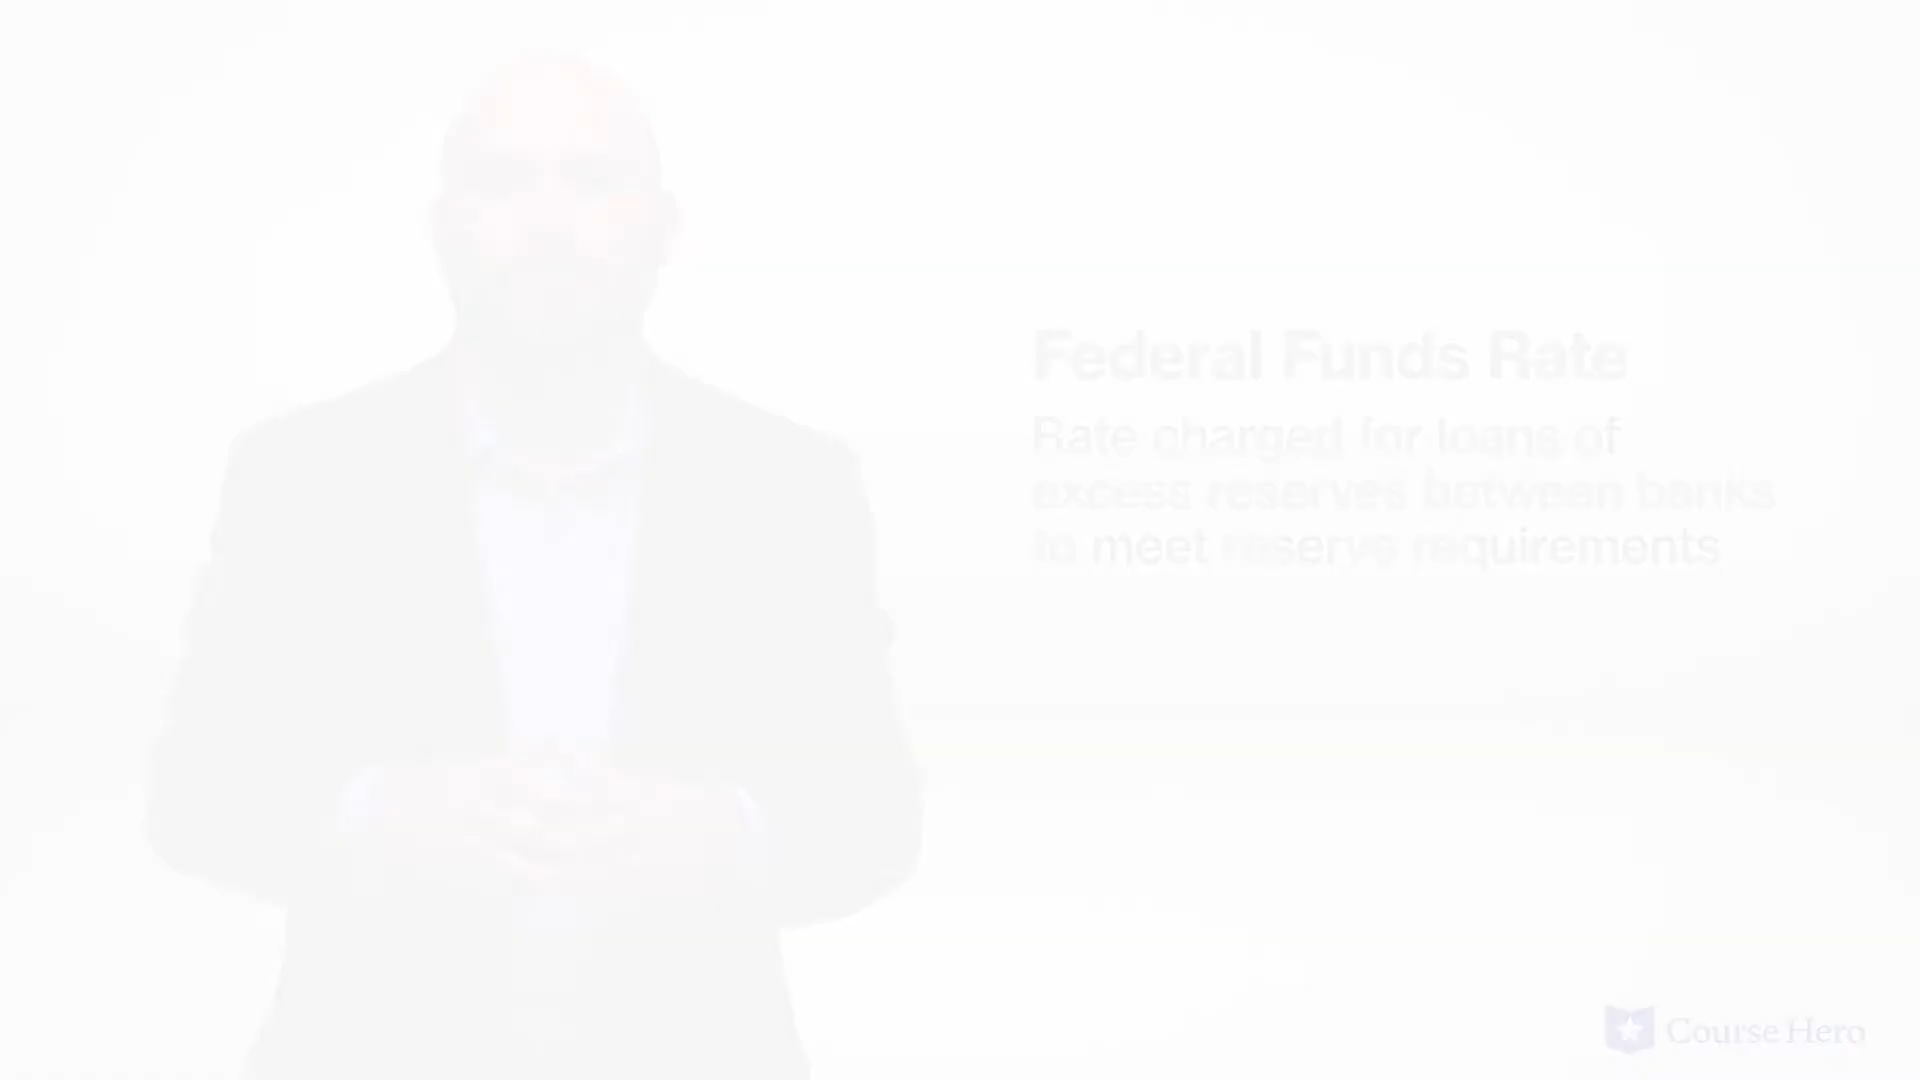 Federal Funds Rate
Rate charged for loans of
excess reserves between banks
to meet reserve requirements
Course Hero